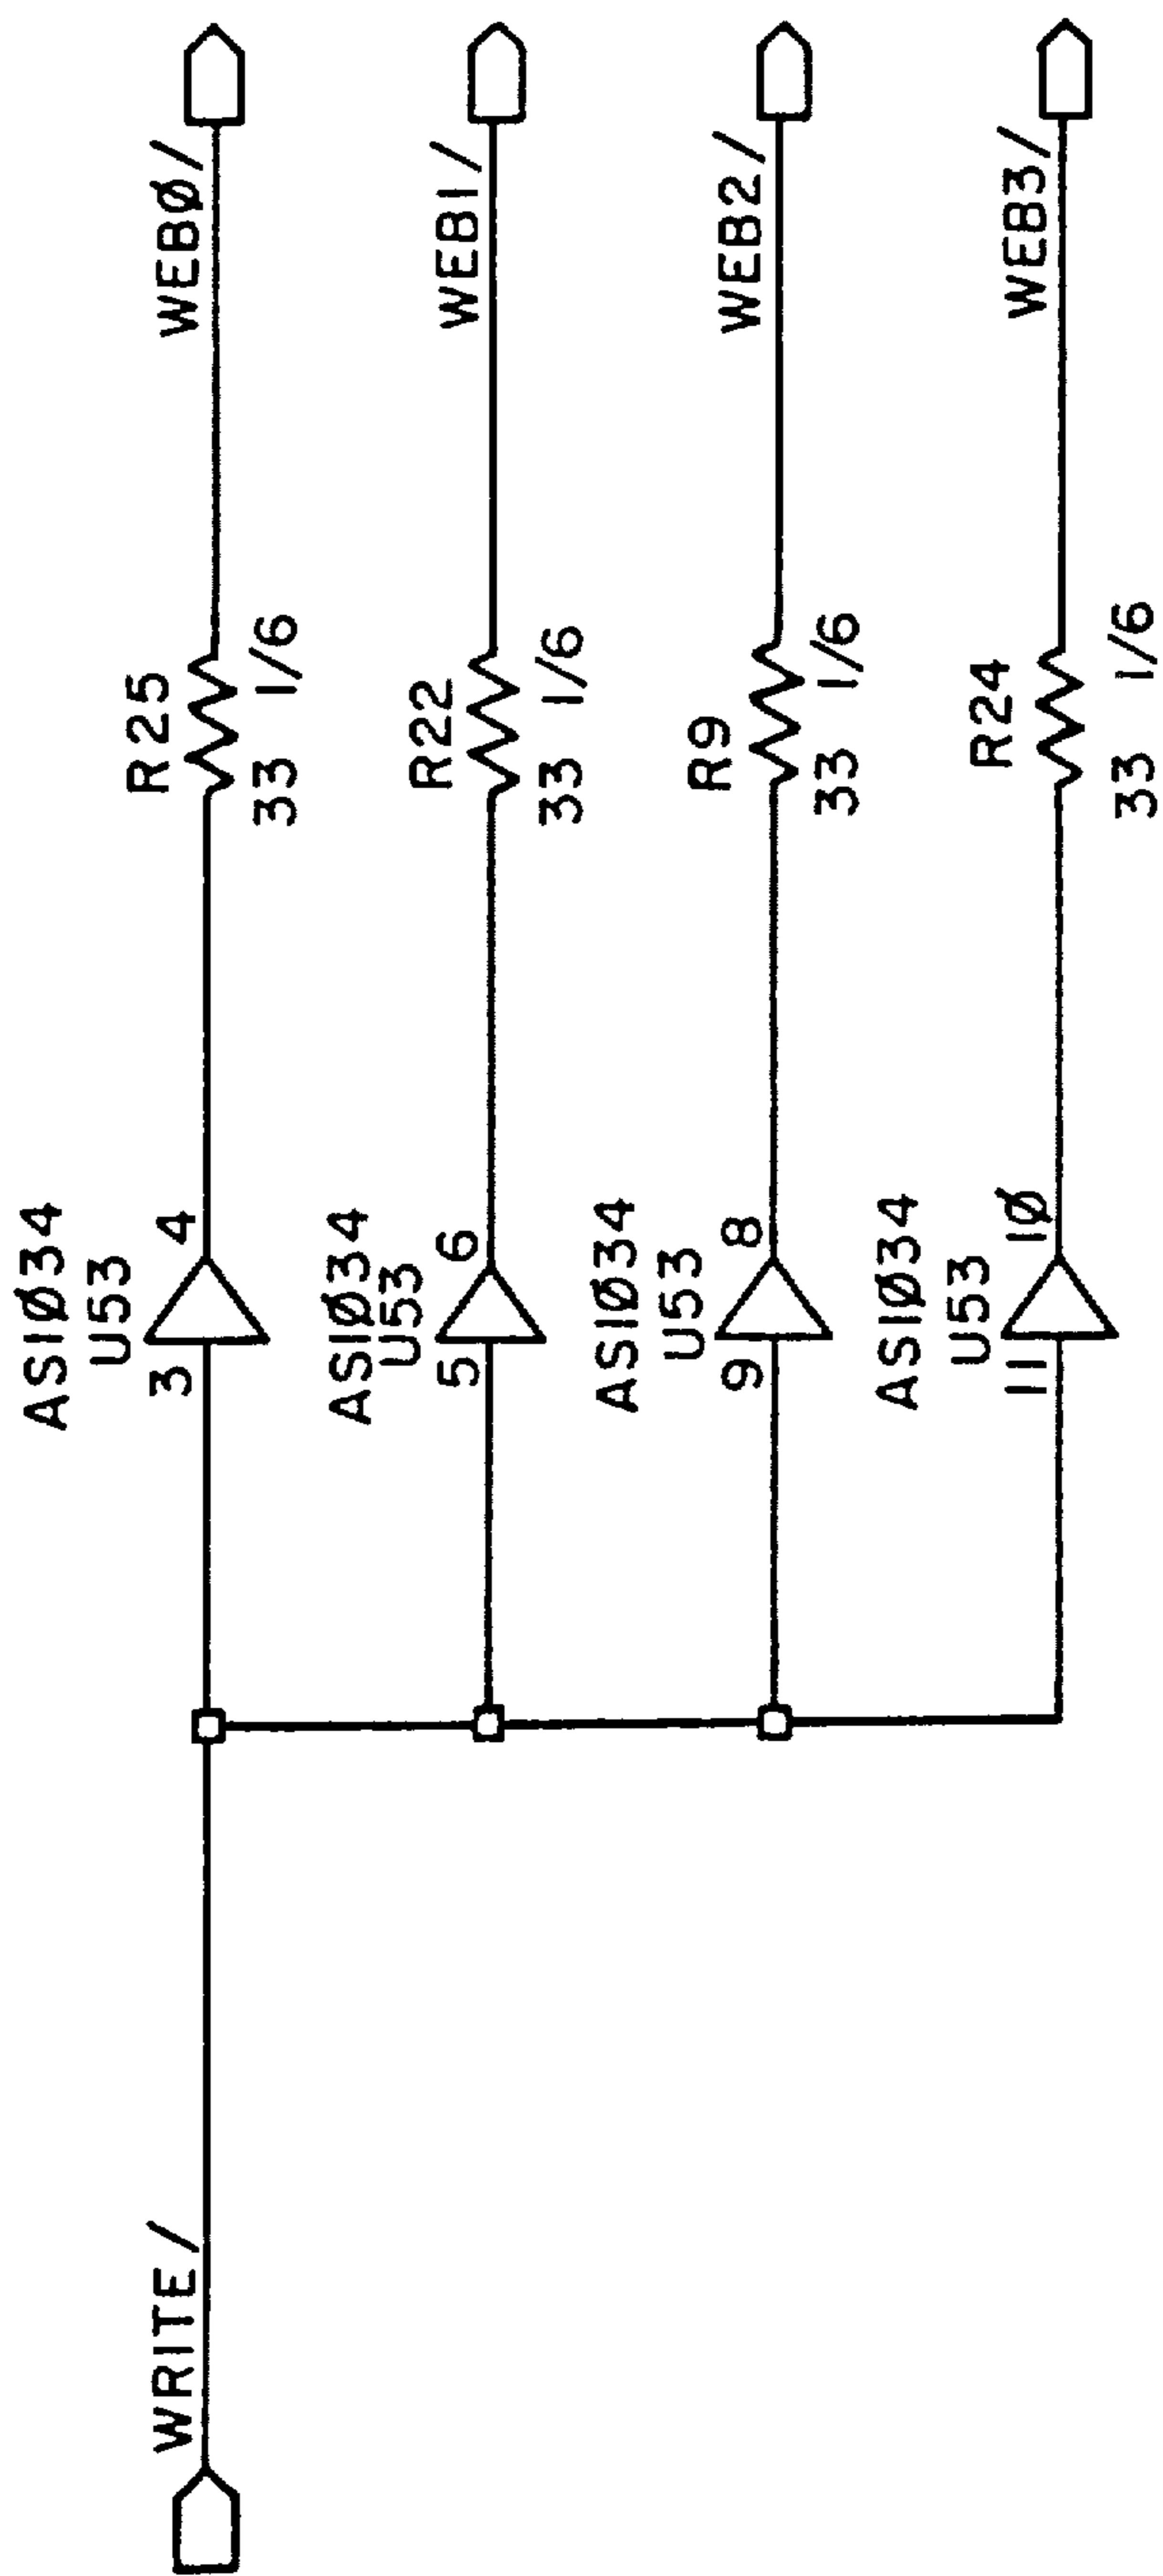 WRITE/
ASIØ34
U53
3 4
R25
33 1/6
WEBØ/
ASIØ34
U53
5 6
R22
33 1/6
WEB1/
ASIØ34
U53
9 8
R9
33 1/6
WEB2/
ASIØ34
U53
11 1Ø
R24
33 1/6
WEB3/